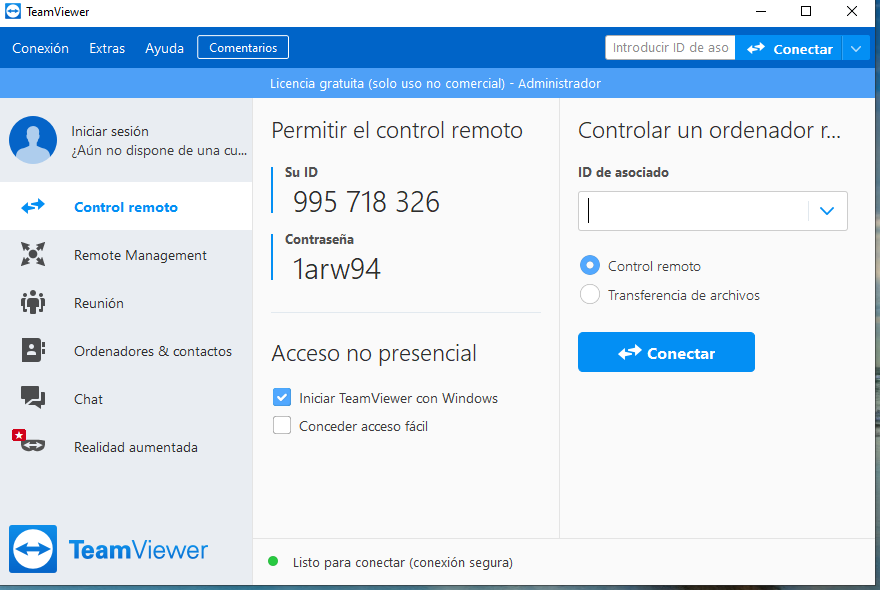 TeamViewer
Conexión Extras Ayuda Comentarios Introducir ID de aso Conectar
Licencia gratuita (solo uso no comercial) - Administrador
Iniciar sesión
¿Aún no dispone de una cu...
Control remoto
Remote Management
Reunión
Ordenadores & contactos
Chat
Realidad aumentada
TeamViewer
Permitir el control remoto
Su ID
995 718 326
Contraseña
1arw94
Acceso no presencial
Iniciar TeamViewer con Windows
Conceder acceso fácil
Controlar un ordenador r...
ID de asociado
Control remoto
Transferencia de archivos
Conectar
Listo para conectar (conexión segura)